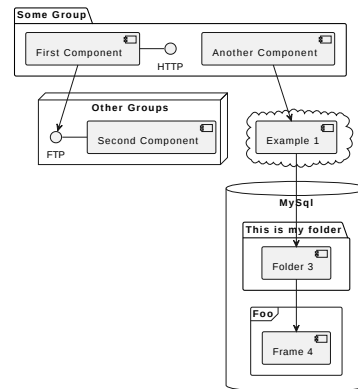 Some Group
First Component
HTTP
Another Component
Other Groups
FTP
Second Component
Example 1
MySql
This is my folder
Folder 3
Foo
Frame 4